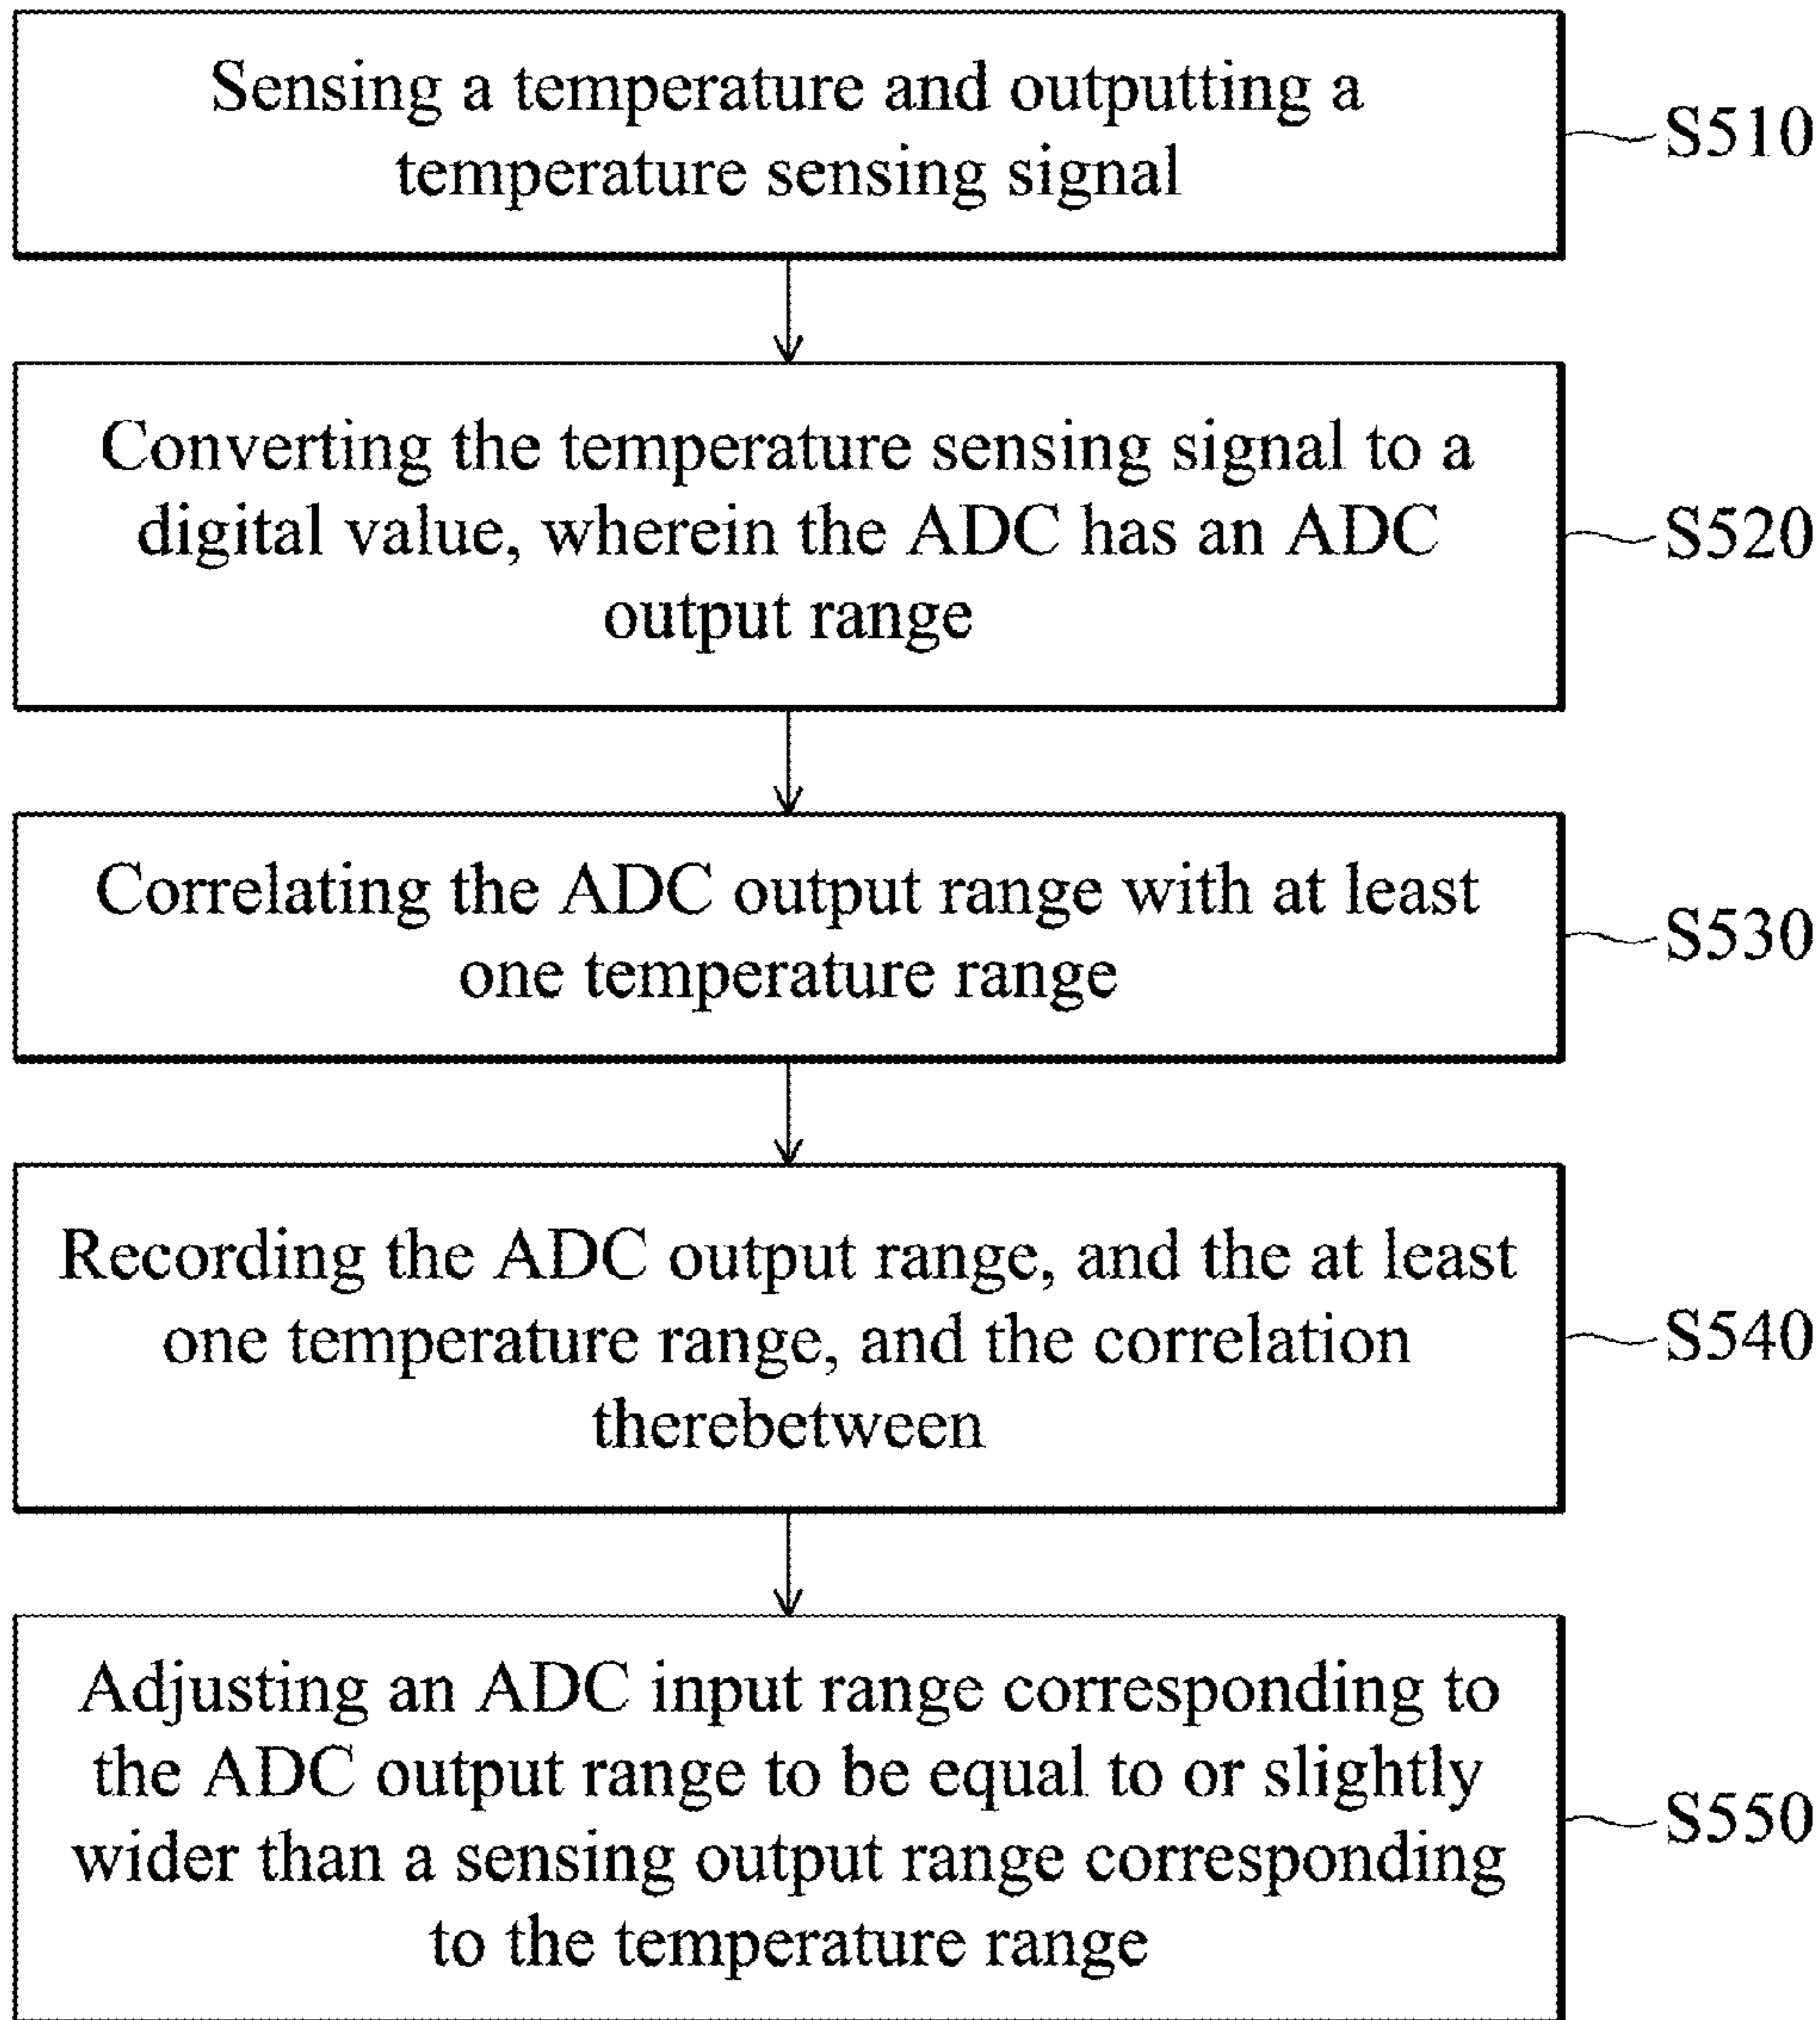 Sensing a temperature and outputting a
temperature sensing signal
S510
Converting the temperature sensing signal to a
digital value, wherein the ADC has an ADC
output range
S520
Correlating the ADC output range with at least
one temperature range
S530
Recording the ADC output range, and the at least
one temperature range, and the correlation
therebetween
S540
Adjusting an ADC input range corresponding to
the ADC output range to be equal to or slightly
wider than a sensing output range corresponding
to the temperature range
S550